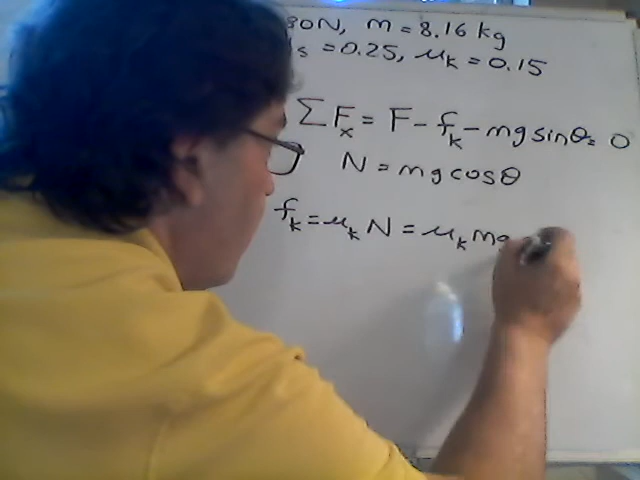 80N, m = 8.16 kg
s = 0.25, μk = 0.15
ΣFx = F - fk - mg sinθ = 0
N = mg cosθ
fk = μk N = μk mg